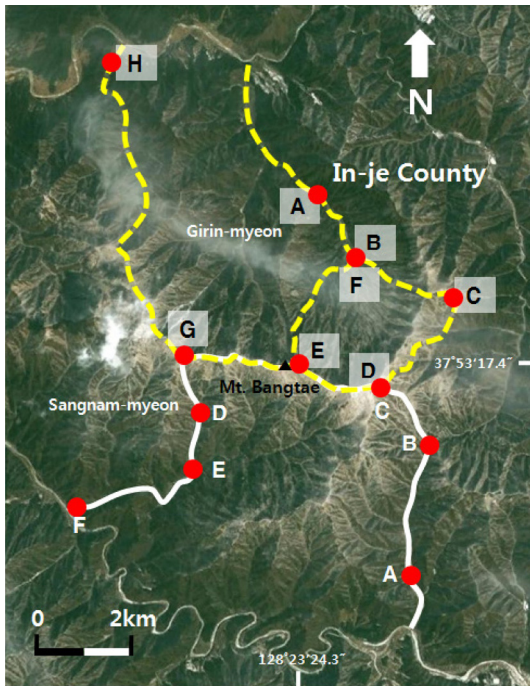 H
N
In-je County
A
Girin-myeon
B
F
C
G
E
D
37°53'17.4"
Mt. Bangtae
C
Sangnam-myeon
D
B
E
F
A
0 2km
128°23'24.3"